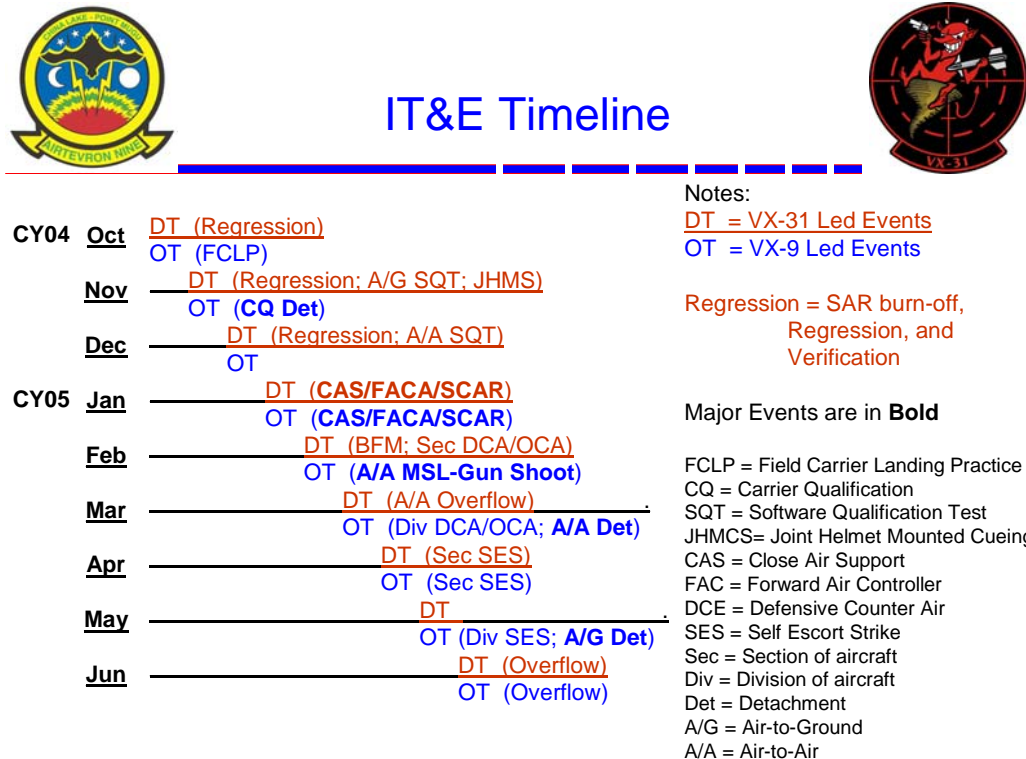 CHINA LAKE - POINT MUGU
AIRTEVRON NINE
IT&E Timeline
VX-31
CY04 Oct DT (Regression)
OT (FCLP)
Nov DT (Regression; A/G SQT; JHMS)
OT (CQ Det)
Dec DT (Regression; A/A SQT)
OT
CY05 Jan DT (CAS/FACA/SCAR)
OT (CAS/FACA/SCAR)
Feb DT (BFM; Sec DCA/OCA)
OT (A/A MSL-Gun Shoot)
Mar DT (A/A Overflow) .
OT (Div DCA/OCA; A/A Det)
Apr DT (Sec SES)
OT (Sec SES)
May DT .
OT (Div SES; A/G Det)
Jun DT (Overflow)
OT (Overflow)
Notes:
DT = VX-31 Led Events
OT = VX-9 Led Events
Regression = SAR burn-off,
Regression, and
Verification
Major Events are in Bold
FCLP = Field Carrier Landing Practice
CQ = Carrier Qualification
SQT = Software Qualification Test
JHMCS= Joint Helmet Mounted Cueing
CAS = Close Air Support
FAC = Forward Air Controller
DCE = Defensive Counter Air
SES = Self Escort Strike
Sec = Section of aircraft
Div = Division of aircraft
Det = Detachment
A/G = Air-to-Ground
A/A = Air-to-Air